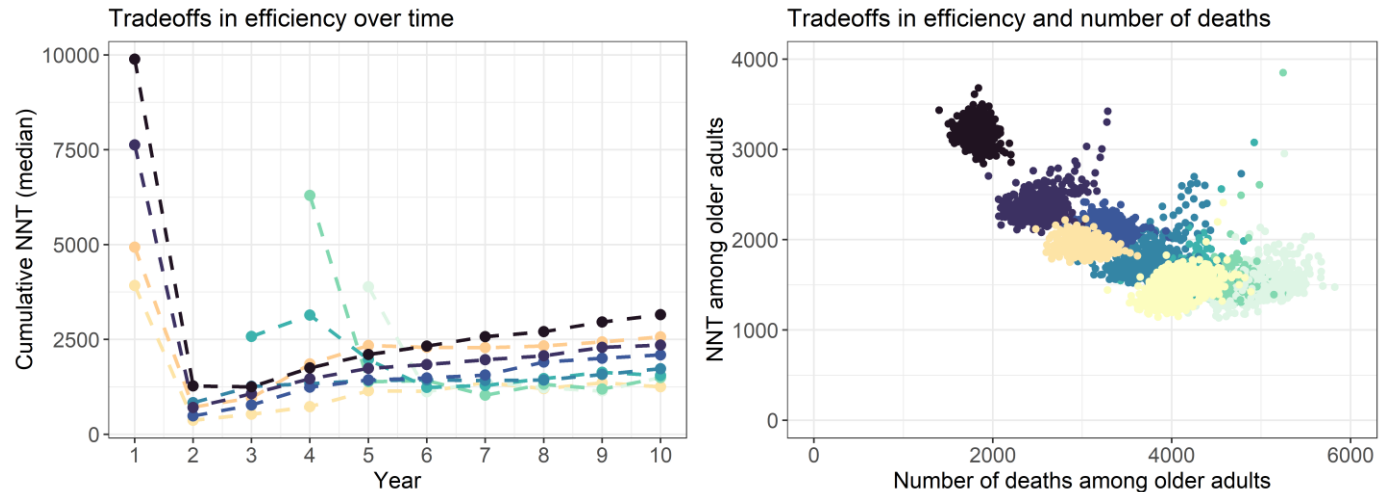 Tradeoffs in efficiency over time
Cumulative NNT (median)
10000
7500
5000
2500
0
1 2 3 4 5 6 7 8 9 10
Year
Tradeoffs in efficiency and number of deaths
NNT among older adults
4000
3000
2000
1000
0
0 2000 4000 6000
Number of deaths among older adults